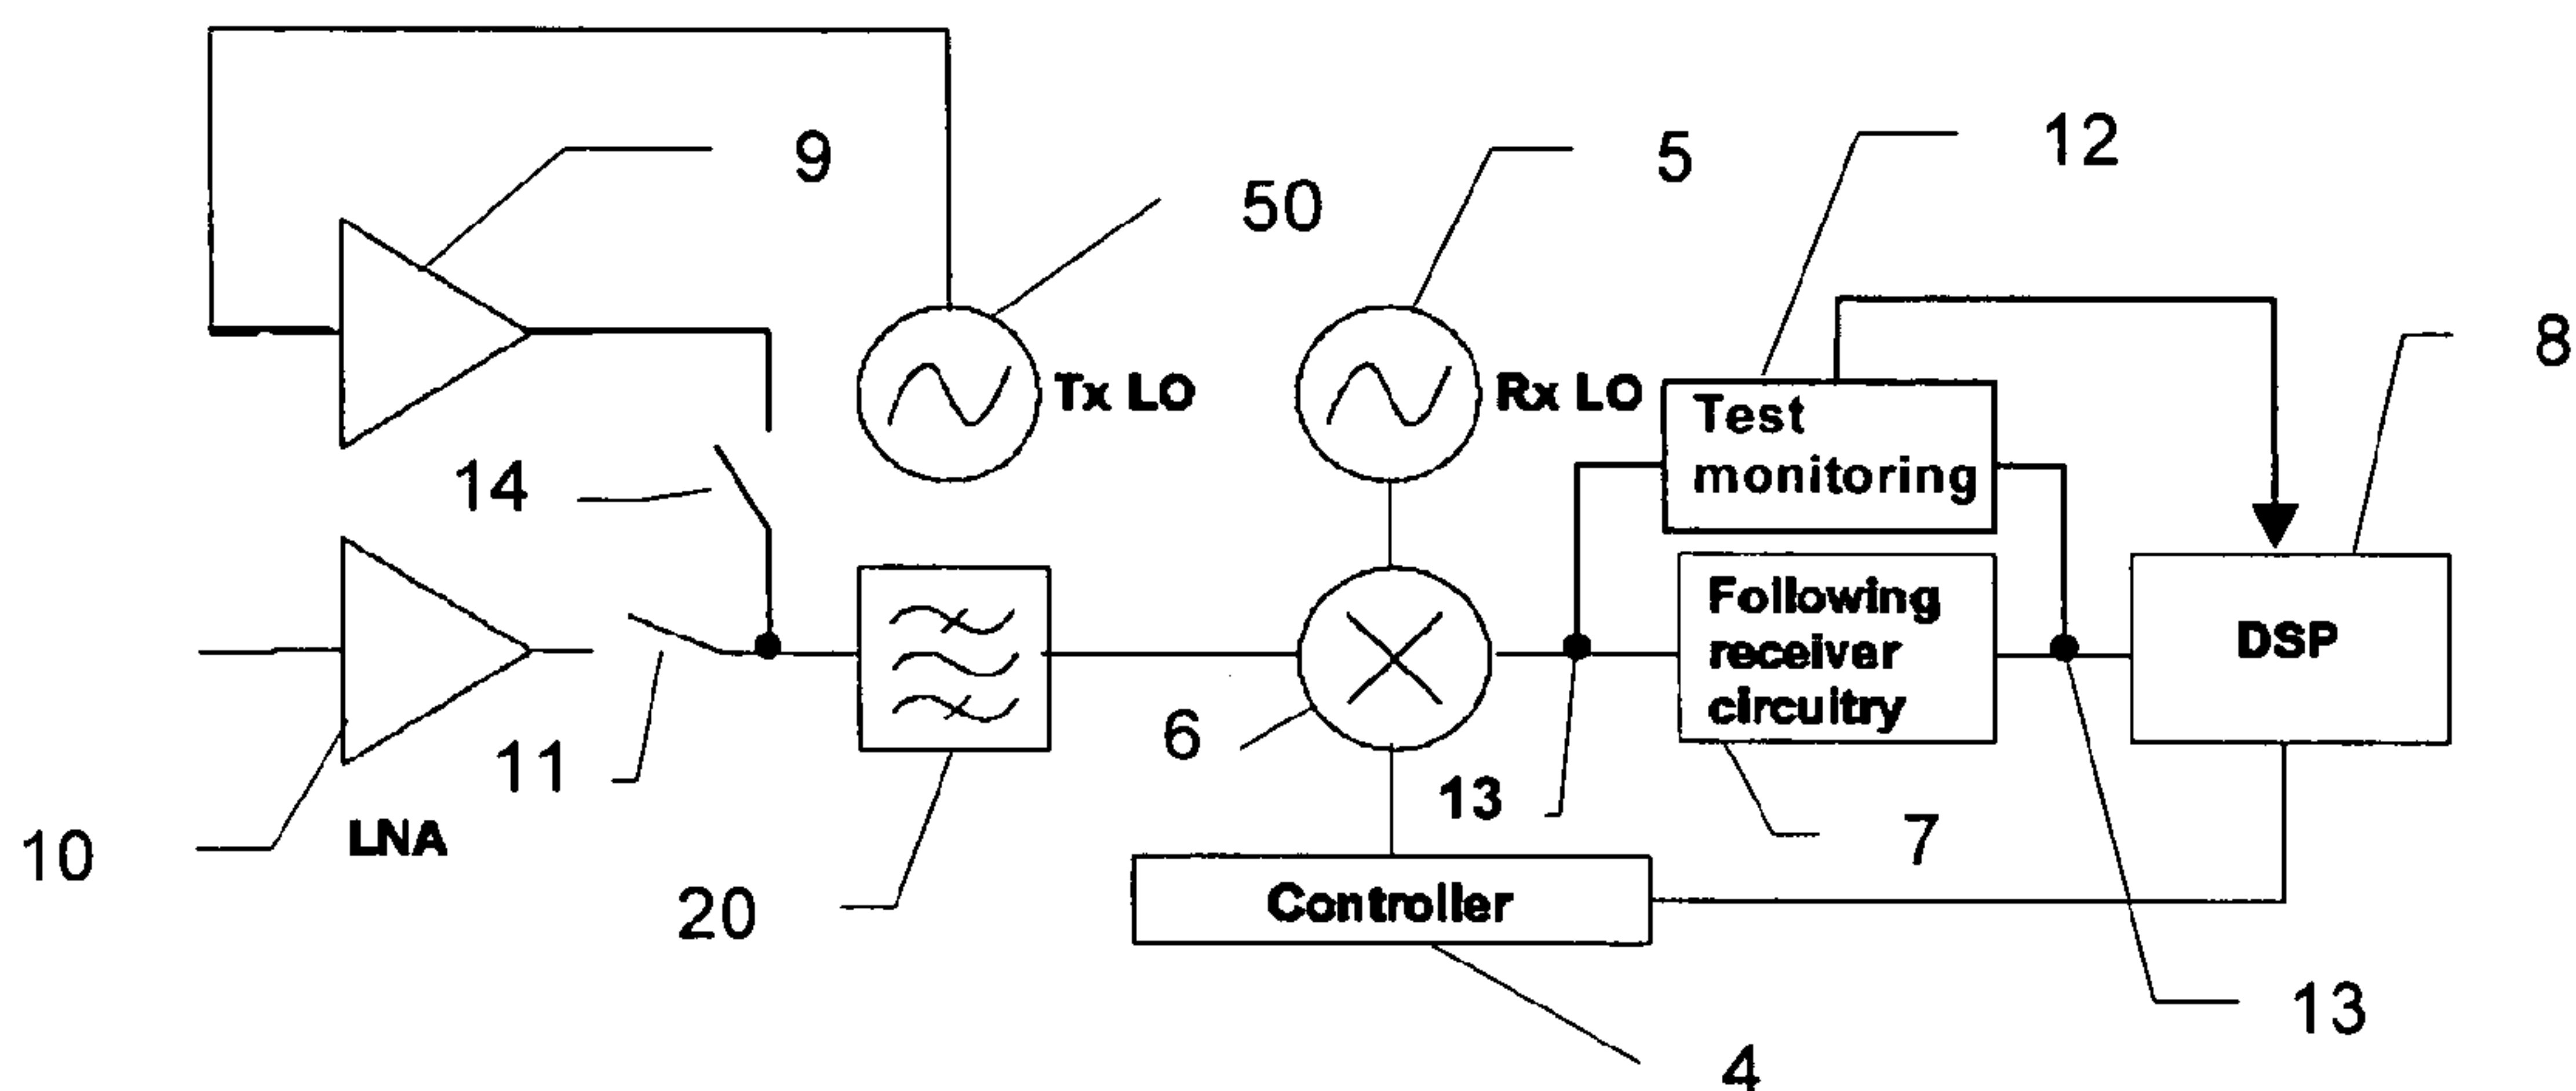 12
9
5
50
8
Tx LO
Rx LO
Test
monitoring
14
Following
receiver
circuitry
DSP
6
11
13
LNA
10
7
20
Controller
13
4